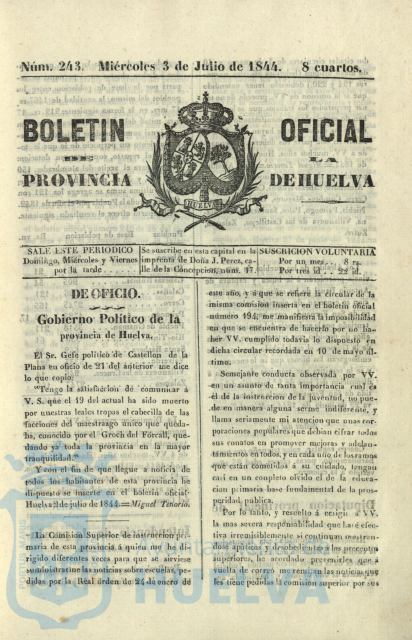 Núm. 243. Miércoles 3 de Julio de 1844. 8 cuartos.
BOLETIN OFICIAL
DE LA
PROVINCIA DE HUELVA
HUELVA
SALE ESTE PERIODICO
Domingo, Miércoles y Viernes
por la tarde
Se suscribe en esta capital en la
imprenta de Doña J. Perez, ca-
lle de la Concepcion, núm. 17.
SUSCRICION VOLUNTARIA
Por un mes. . . 8 rs.
Por tres id. . . 22 id.
DE OFICIO.
Gobierno Político de la
provincia de Huelva.
El Sr. Gefe político de Castellon de la
Plana en oficio de 21 del anterior me dice
lo que copio.
"Tengo la satisfaccion de comunicar á
V. S. que el 19 del actual ha sido muerto
por nuestras leales tropas el cabecilla de las
facciones del maestrazgo único que queda-
ba, conocido por el Groch del Forcall, que-
dando ya toda la provincia en la mayor
tranquilidad."
Y con el fin de que llegue á noticia de
todos los habitantes de esta provincia he
dispuesto se inserte en el boletin oficial.
Huelva 2 de julio de 1844.=Miguel Tenorio.
La Comision Superior de instruccion pri-
maria de esta provincia á quien me he di-
rigido diferentes veces para que se sirviese
suministrarme las noticias sobre escuelas, pe-
didas por la Real órden de 24 de enero de
este año, y á que se refiere la circular de la
misma comision inserta en el boletin oficial
número 194, me manifiesta la imposibilidad
en que se encuentra de hacerlo por no ha-
ber VV. cumplido todavia lo dispuesto en
dicha circular recordada en 10 de mayo úl-
timo.
Semejante conducta observada por VV.
en un asunto de tanta importancia cual es
el de la instruccion de la juventud, no pue-
de en manera alguna serme indiferente, y
llama seriamente mi atencion que unas cor-
poraciones populares que debian cifrar todas
sus conatos en promover mejoras y adelan-
tamientos en todos, y en cada uno de los ramos
que están cometidos á su cuidado, tengan
casi en un completo olvido el de la edu-
cacion primaria base fundamental de la pros-
peridad pública.
Por lo tanto, y resuelto á exigir á VV.
la mas severa responsabilidad que haré efec-
tiva irremisiblemente si continuan mostran-
dose
superiores, he acordado prevenirles que á
vuelta de correo me remitan las noticias que
les tiene pedidas la comision superior por sus
Ayuntamiento de
HUELVA